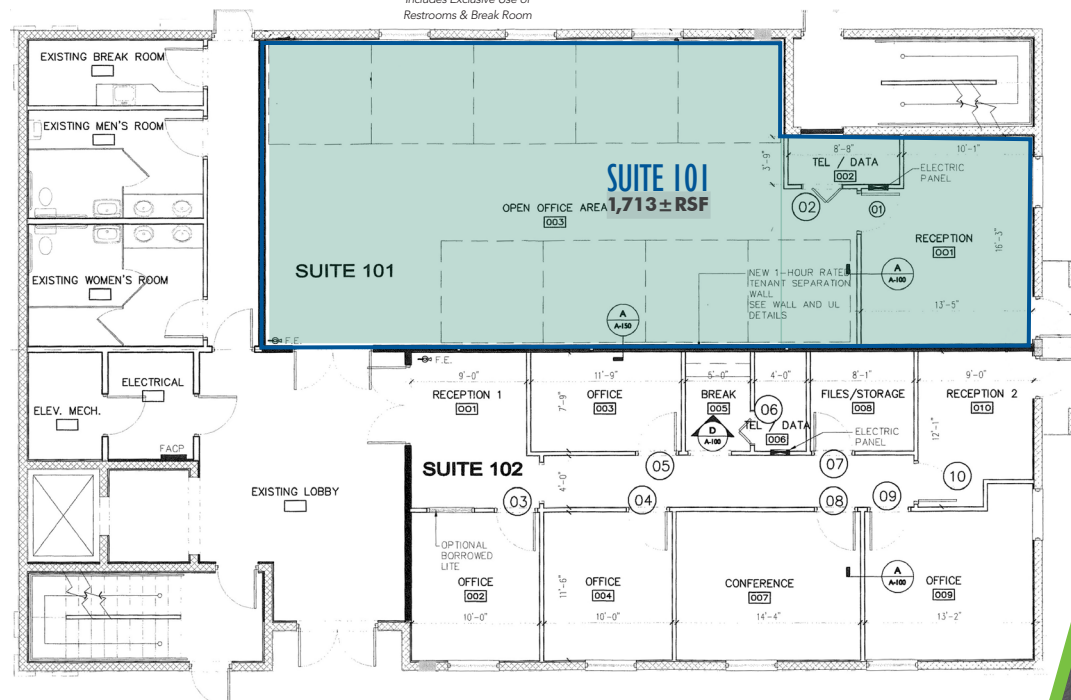 Includes Exclusive Use of
Restrooms & Break Room
EXISTING BREAK ROOM
EXISTING MEN'S ROOM
EXISTING WOMEN'S ROOM
ELECTRICAL
ELEV. MECH.
FACP
EXISTING LOBBY
SUITE 101
1,713±RSF
OPEN OFFICE AREA
003
SUITE 101
8'-8"
10'-1"
3'-9"
TEL / DATA
002
ELECTRIC
PANEL
02
01
RECEPTION
001
16'-3"
A
A-100
NEW 1-HOUR RATED
TENANT SEPARATION
WALL
SEE WALL AND UL
DETAILS
13'-5"
A
A-150
F.E.
F.E.
9'-0"
11'-9"
5'-0"
4'-0"
8'-1"
9'-0"
RECEPTION 1
001
7'-9"
OFFICE
003
BREAK
005
06
FILES/STORAGE
008
RECEPTION 2
010
D
A-100
TEL / DATA
006
ELECTRIC
PANEL
12'-1"
SUITE 102
05
07
10
4'-0"
03
04
08
09
OPTIONAL
BORROWED
LITE
OFFICE
002
11'-6"
OFFICE
004
CONFERENCE
007
A
A-100
OFFICE
009
10'-0"
10'-0"
14'-4"
13'-2"